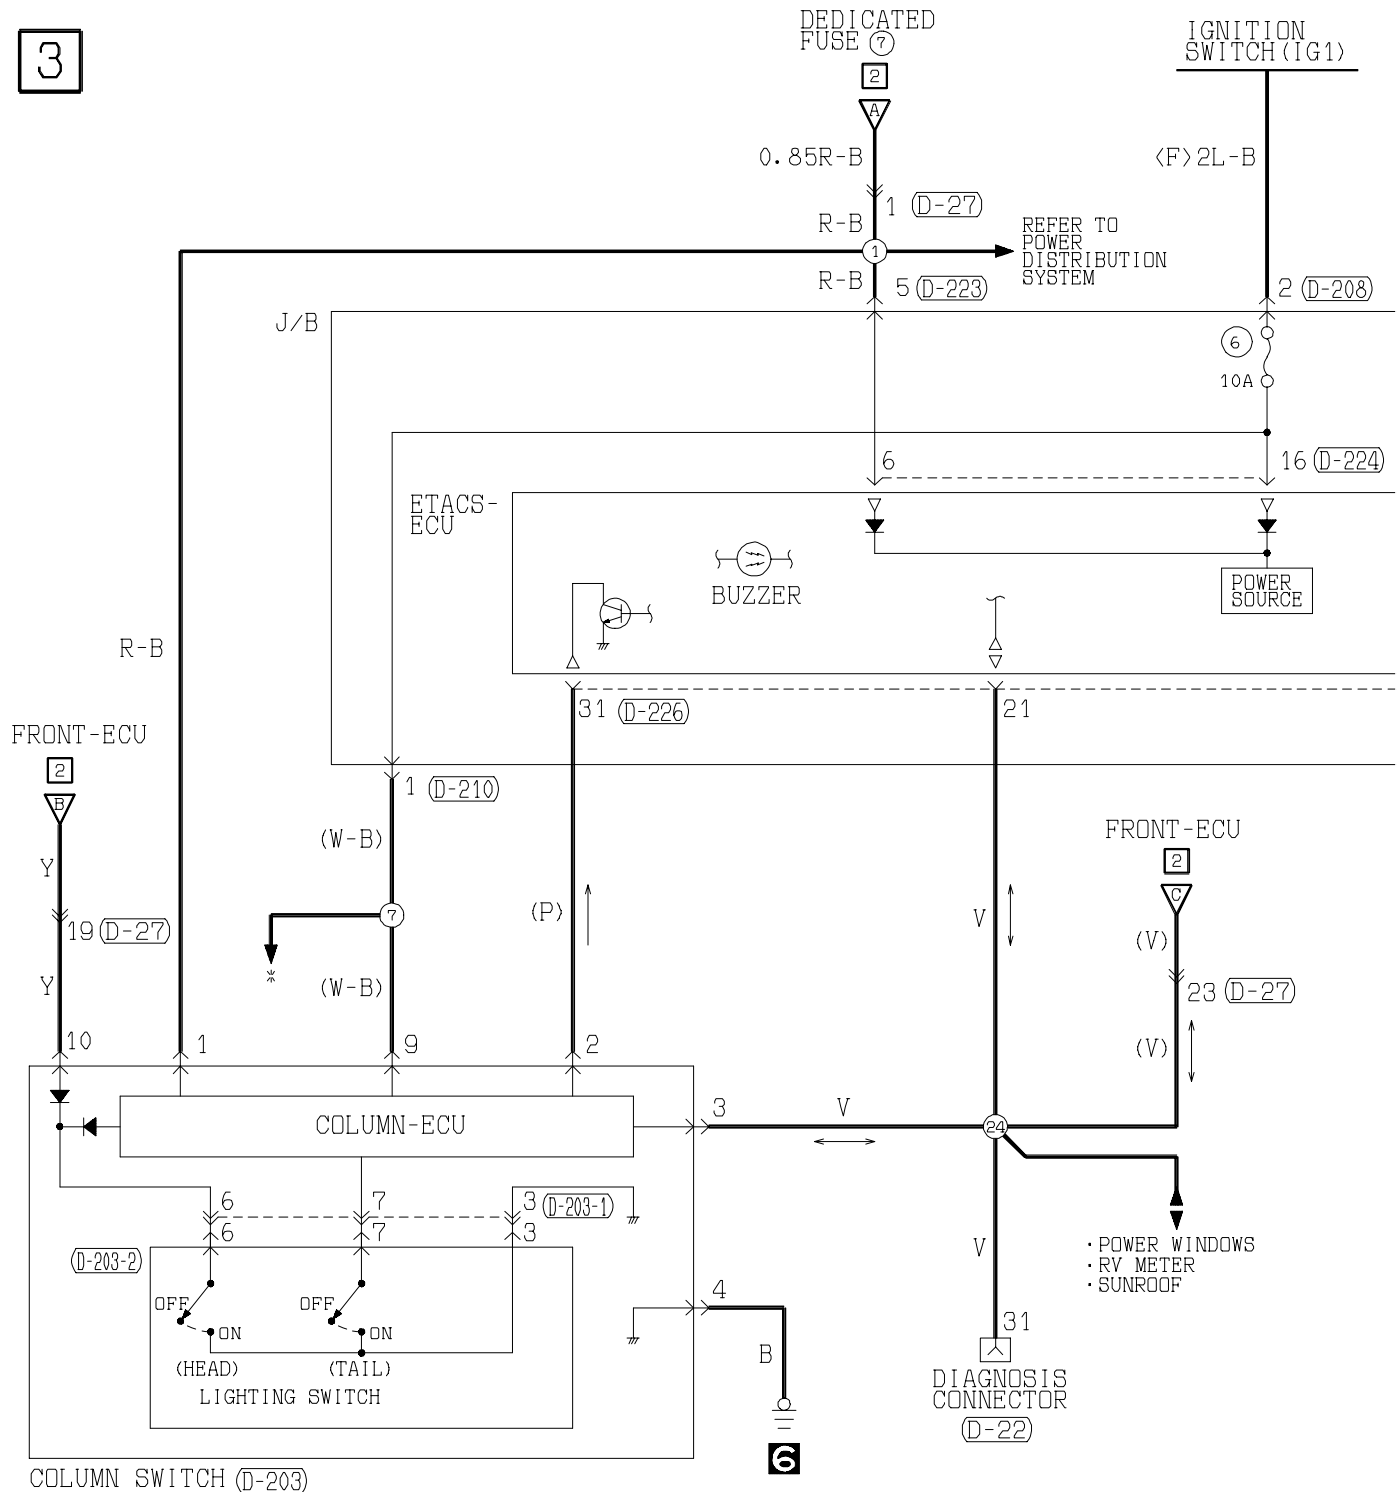 3
DEDICATED
FUSE 7
2
A
IGNITION
SWITCH(IG1)
0.85R-B
<F>2L-B
1 D-27
R-B
1
REFER TO
POWER
DISTRIBUTION
SYSTEM
R-B
5 D-223
2 D-208
J/B
6
10A
6
16 D-224
ETACS-
ECU
BUZZER
POWER
SOURCE
R-B
31 D-226
21
FRONT-ECU
2
B
1 D-210
(W-B)
FRONT-ECU
2
C
Y
(P)
7
V
(V)
19 D-27
*
Y
(W-B)
23 D-27
(V)
10
1
9
2
COLUMN-ECU
3
V
24
6
7
3 D-203-1
6
7
3
D-203-2
V
· POWER WINDOWS
· RV METER
· SUNROOF
OFF
ON
OFF
ON
4
31
B
(HEAD)
(TAIL)
LIGHTING SWITCH
DIAGNOSIS
CONNECTOR
D-22
6
COLUMN SWITCH D-203